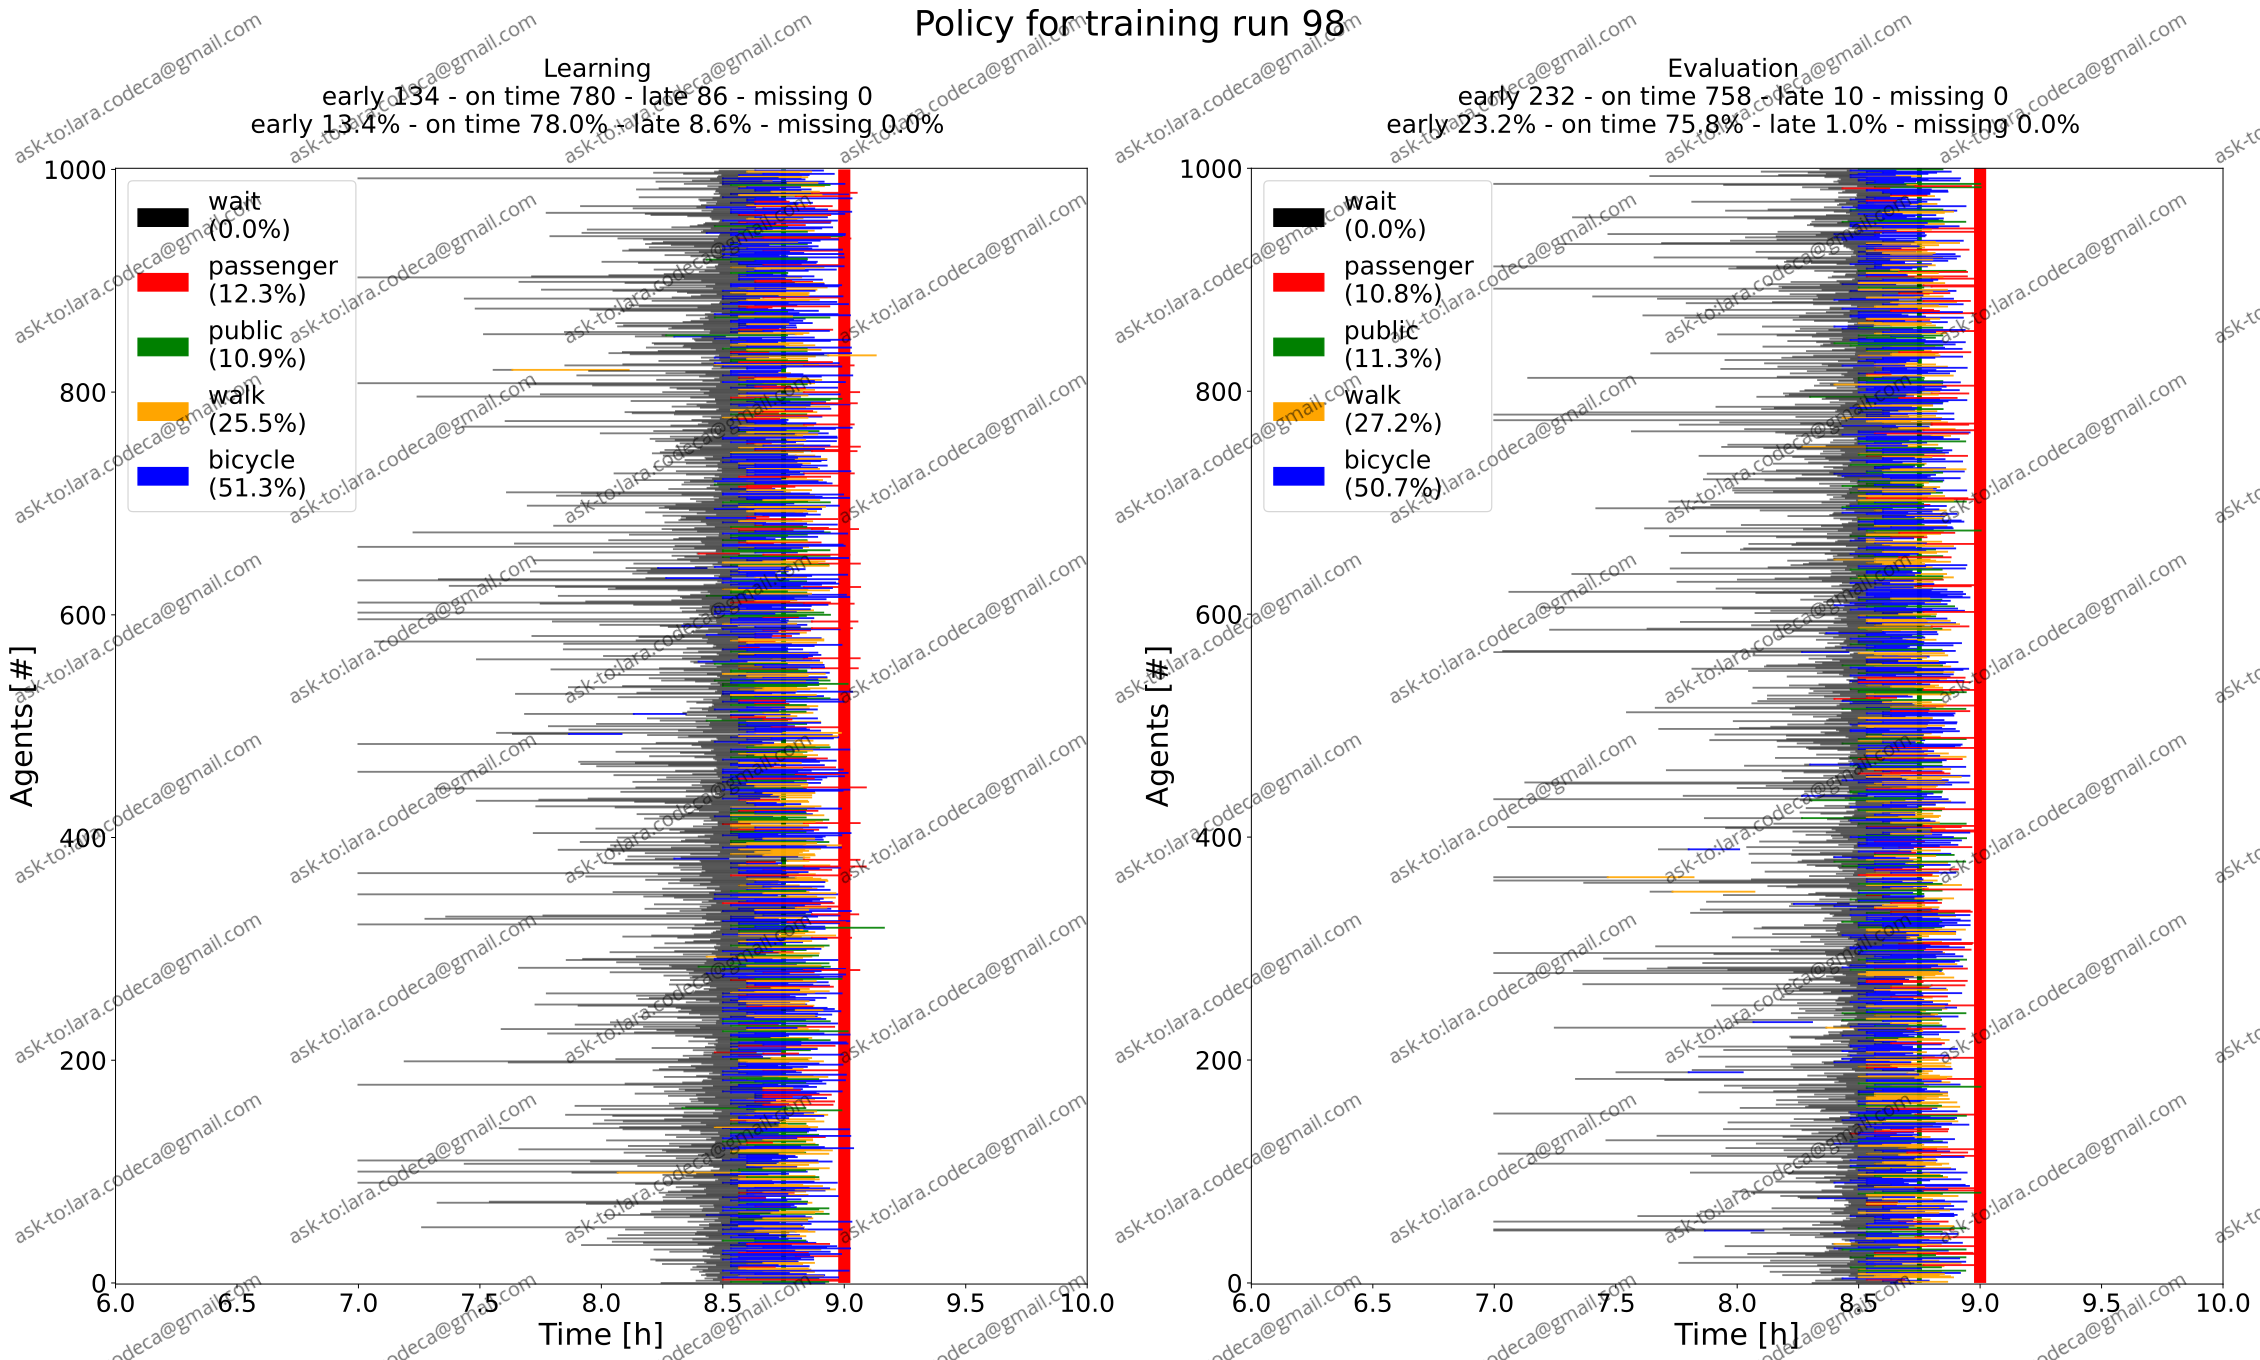 Policy for training run 98
Learning
early 134 - on time 780 - late 86 - missing 0
early 13.4% - on time 78.0% - late 8.6% - missing 0.0%
Evaluation
early 232 - on time 758 - late 10 - missing 0
early 23.2% - on time 75.8% - late 1.0% - missing 0.0%
wait
(0.0%)
passenger
(12.3%)
public
(10.9%)
walk
(25.5%)
bicycle
(51.3%)
1000
800
600
400
200
0
Agents [#]
6.0 6.5 7.0 7.5 8.0 8.5 9.0 9.5 10.0
Time [h]
wait
(0.0%)
passenger
(10.8%)
public
(11.3%)
walk
(27.2%)
bicycle
(50.7%)
1000
800
600
400
200
0
Agents [#]
6.0 6.5 7.0 7.5 8.0 8.5 9.0 9.5 10.0
Time [h]
ask-to:lara.codeca@gmail.com